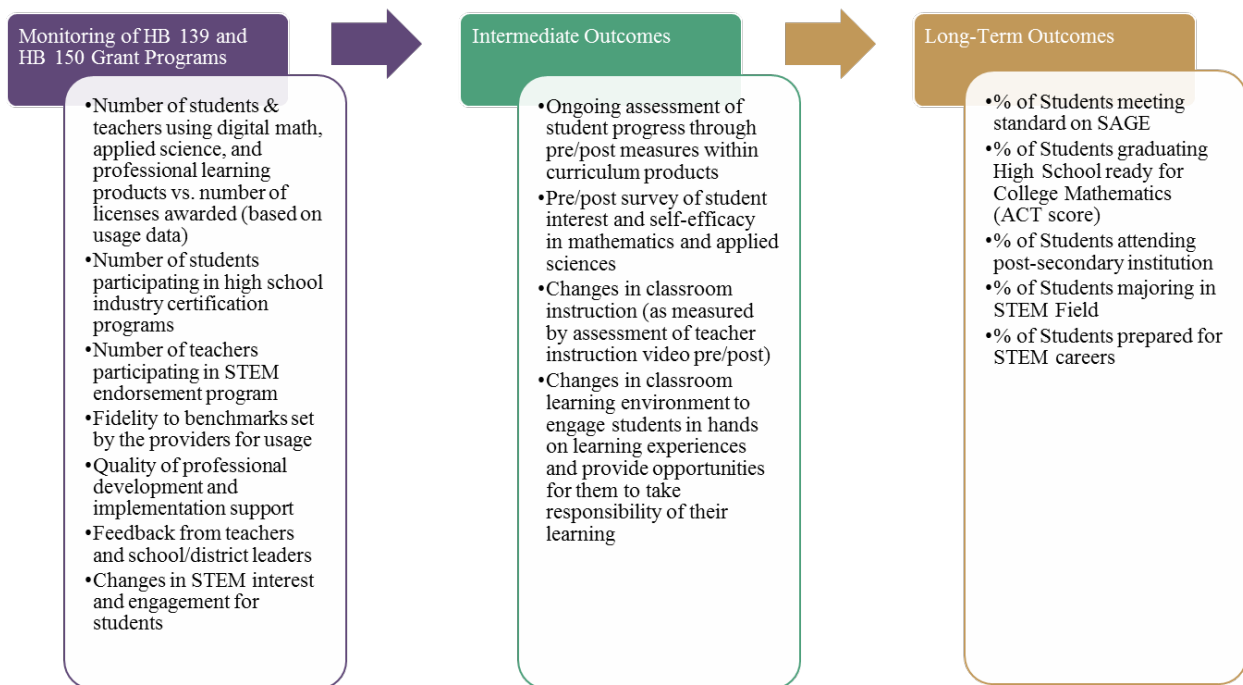 Monitoring of HB 139 and
HB 150 Grant Programs
•Number of students &
teachers using digital math,
applied science, and
professional learning
products vs. number of
licenses awarded (based on
usage data)
•Number of students
participating in high school
industry certification
programs
•Number of teachers
participating in STEM
endorsement program
•Fidelity to benchmarks set
by the providers for usage
•Quality of professional
development and
implementation support
•Feedback from teachers
and school/district leaders
•Changes in STEM interest
and engagement for
students
Intermediate Outcomes
•Ongoing assessment of
student progress through
pre/post measures within
curriculum products
•Pre/post survey of student
interest and self-efficacy
in mathematics and applied
sciences
•Changes in classroom
instruction (as measured
by assessment of teacher
instruction video pre/post)
•Changes in classroom
learning environment to
engage students in hands
on learning experiences
and provide opportunities
for them to take
responsibility of their
learning
Long-Term Outcomes
•% of Students meeting
standard on SAGE
•% of Students graduating
High School ready for
College Mathematics
(ACT score)
•% of Students attending
post-secondary institution
•% of Students majoring in
STEM Field
•% of Students prepared for
STEM careers